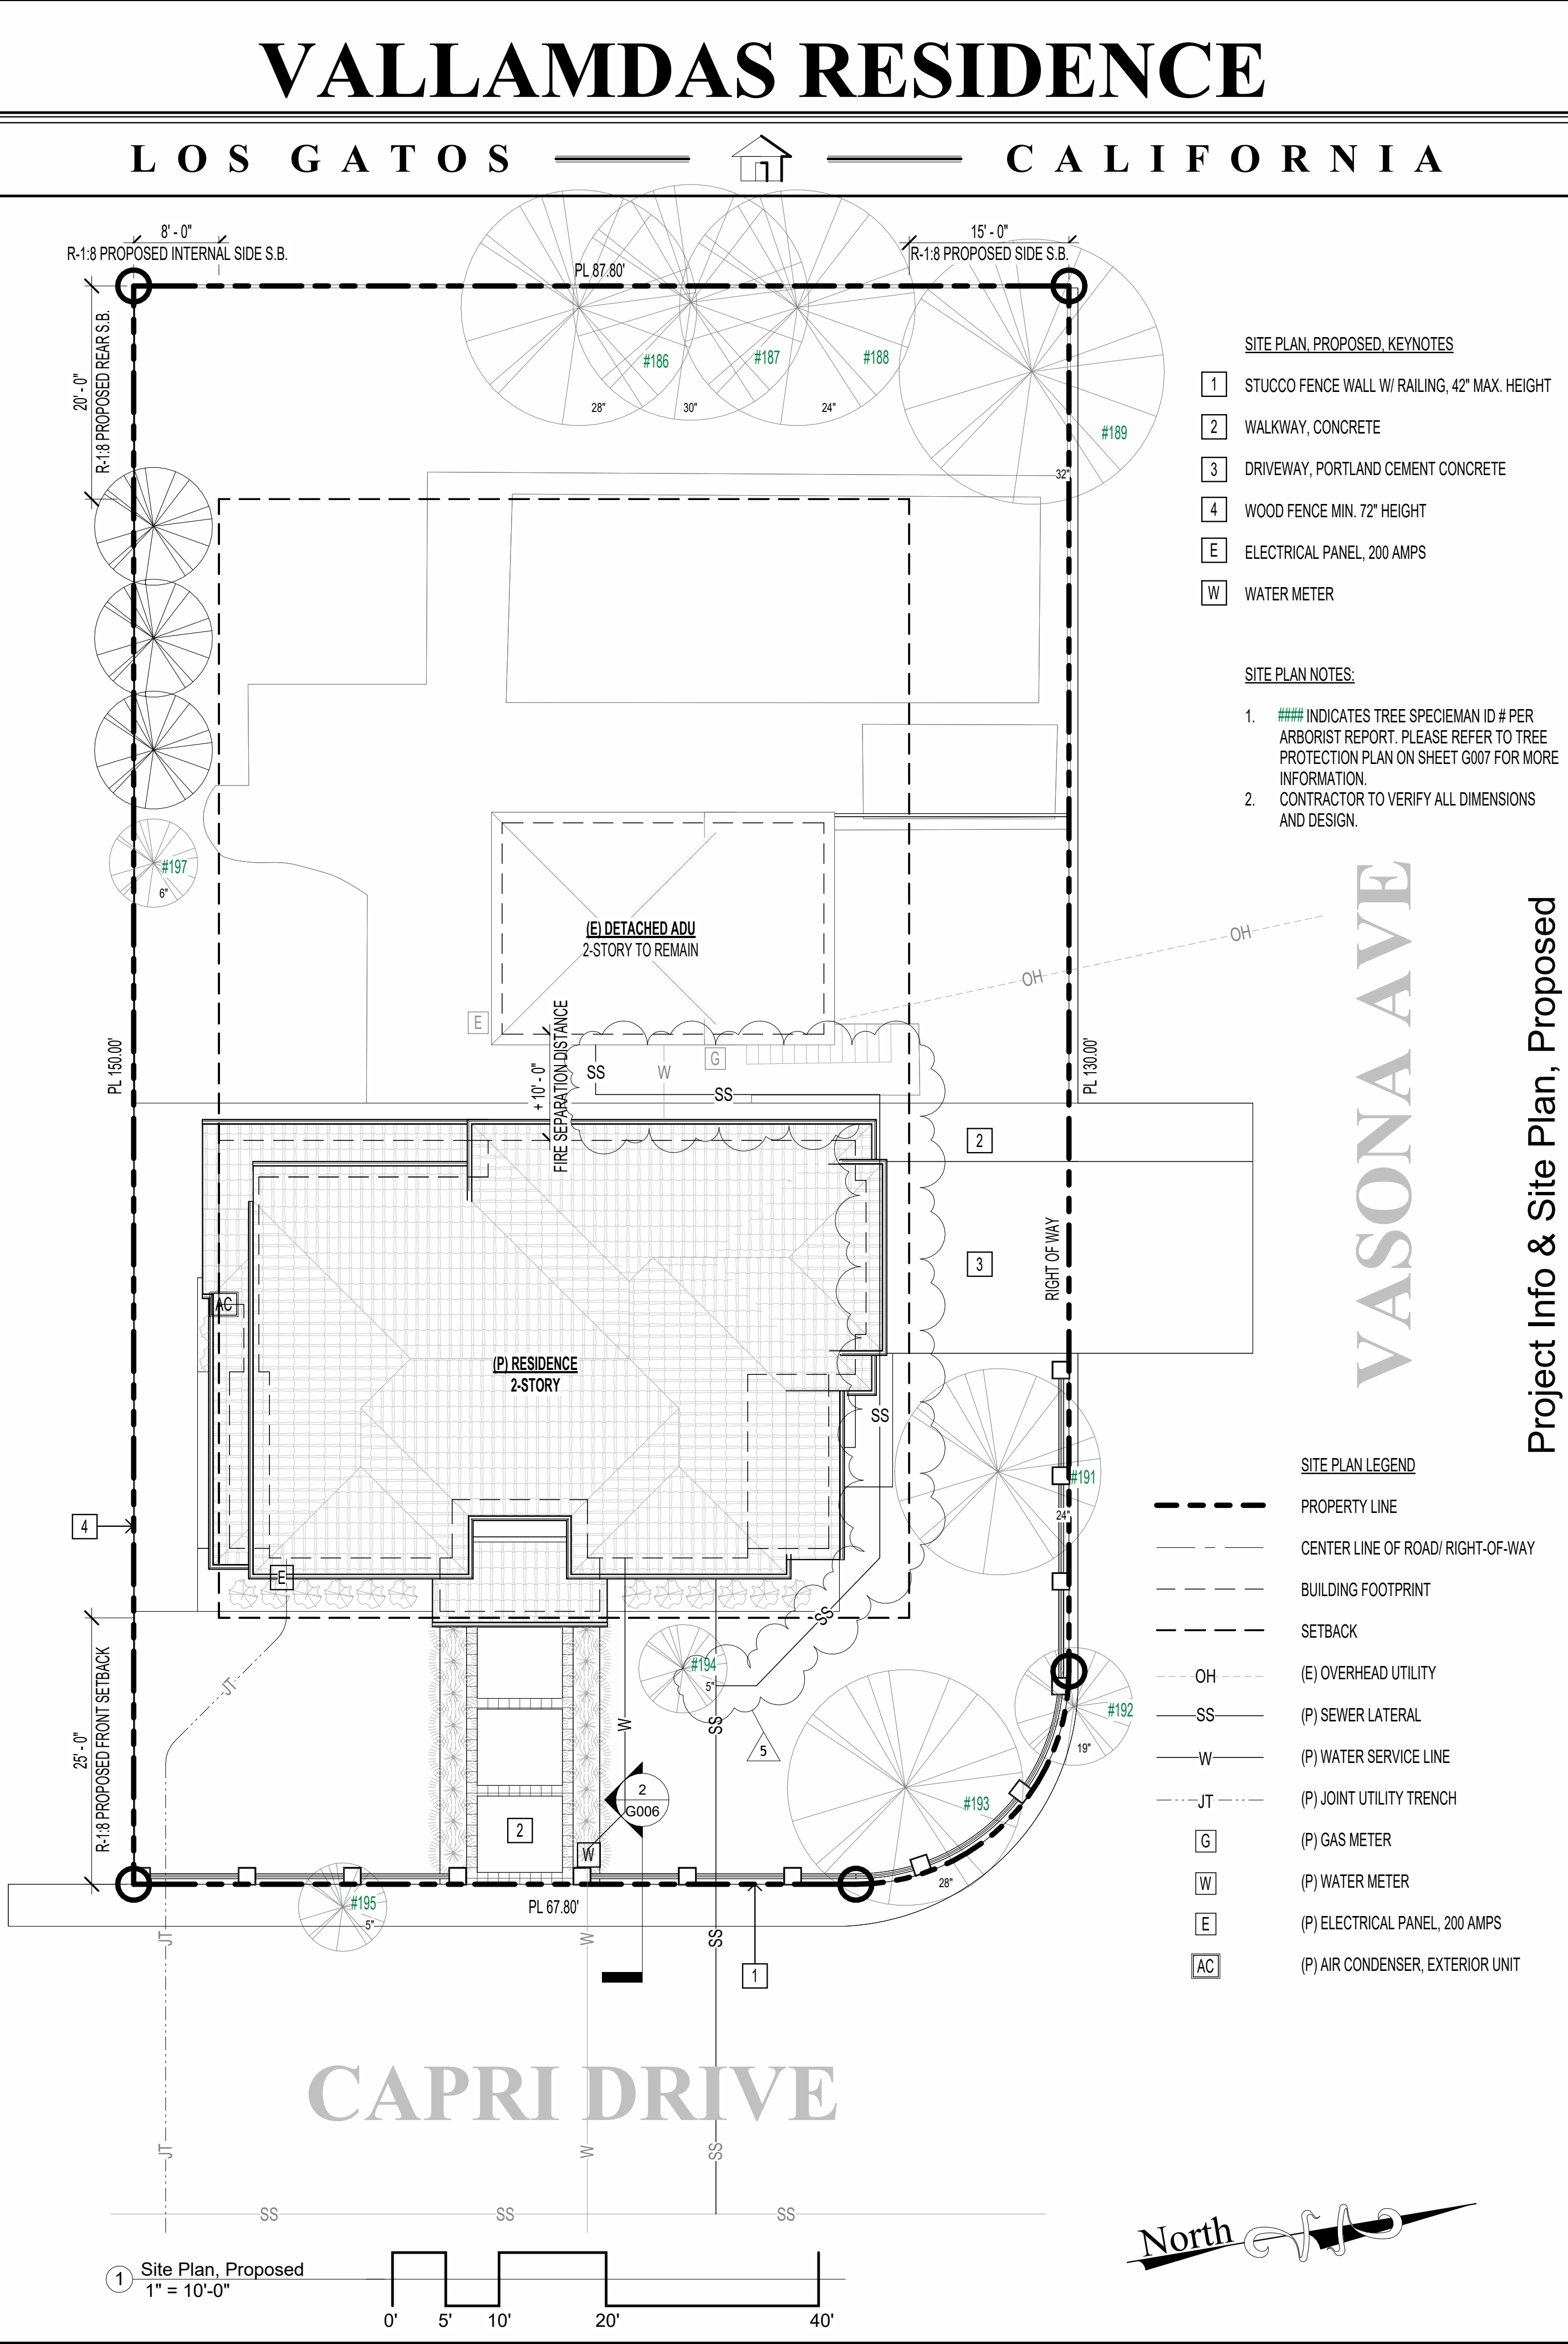 VALLAMDAS RESIDENCE
LOS GATOS
CALIFORNIA
8' - 0"
R-1:8 PROPOSED INTERNAL SIDE S.B.
PL 87.80'
15' - 0"
R-1:8 PROPOSED SIDE S.B.
20' - 0"
R-1:8 PROPOSED REAR S.B.
#186
#187
#188
28"
30"
24"
#189
32"
SITE PLAN, PROPOSED, KEYNOTES
1 STUCCO FENCE WALL W/ RAILING, 42" MAX. HEIGHT
2 WALKWAY, CONCRETE
3 DRIVEWAY, PORTLAND CEMENT CONCRETE
4 WOOD FENCE MIN. 72" HEIGHT
E ELECTRICAL PANEL, 200 AMPS
W WATER METER
SITE PLAN NOTES:
1. #### INDICATES TREE SPECIEMAN ID # PER
ARBORIST REPORT. PLEASE REFER TO TREE
PROTECTION PLAN ON SHEET G007 FOR MORE
INFORMATION.
2. CONTRACTOR TO VERIFY ALL DIMENSIONS
AND DESIGN.
#197
6"
(E) DETACHED ADU
2-STORY TO REMAIN
OH
OH
VASONA AVE
Project Info & Site Plan, Proposed
E
G
SS
W
SS
+ 10' - 0"
FIRE SEPARATION DISTANCE
PL 150.00'
PL 130.00'
2
RIGHT OF WAY
3
AC
(P) RESIDENCE
2-STORY
SS
#191
24"
4
E
SS
JT
#194
5"
25' - 0"
R-1:8 PROPOSED FRONT SETBACK
W
SS
5
#192
19"
2
G006
#193
2
W
28"
#195
5"
PL 67.80'
JT
W
SS
1
SITE PLAN LEGEND
PROPERTY LINE
CENTER LINE OF ROAD/ RIGHT-OF-WAY
BUILDING FOOTPRINT
SETBACK
OH (E) OVERHEAD UTILITY
SS (P) SEWER LATERAL
W (P) WATER SERVICE LINE
JT (P) JOINT UTILITY TRENCH
G (P) GAS METER
W (P) WATER METER
E (P) ELECTRICAL PANEL, 200 AMPS
AC (P) AIR CONDENSER, EXTERIOR UNIT
CAPRI DRIVE
JT
W
SS
SS
SS
SS
North
1 Site Plan, Proposed
1" = 10'-0"
0' 5' 10' 20' 40'